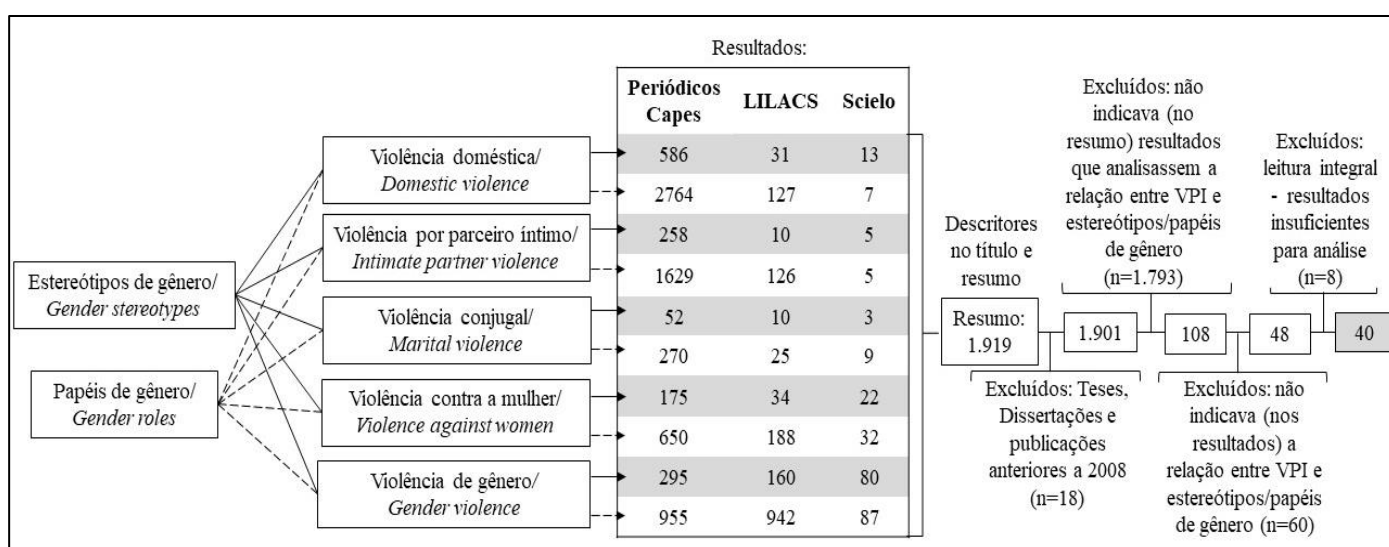 Estereótipos de gênero/
Gender stereotypes
Papéis de gênero/
Gender roles
Violência doméstica/
Domestic violence
Violência por parceiro íntimo/
Intimate partner violence
Violência conjugal/
Marital violence
Violência contra a mulher/
Violence against women
Violência de gênero/
Gender violence
Resultados:
Periódicos Capes LILACS Scielo
586 31 13
2764 127 7
258 10 5
1629 126 5
52 10 3
270 25 9
175 34 22
650 188 32
295 160 80
955 942 87
Descritores
no título e
resumo
Resumo:
1.919
Excluídos: Teses,
Dissertações e
publicações
anteriores a 2008
(n=18)
1.901
Excluídos: não
indicava (no
resumo) resultados
que analisassem a
relação entre VPI e
estereótipos/papéis
de gênero
(n=1.793)
108
Excluídos: não
indicava (nos
resultados) a
relação entre VPI e
estereótipos/papéis
de gênero (n=60)
48
Excluídos:
leitura integral
- resultados
insuficientes
para análise
(n=8)
40